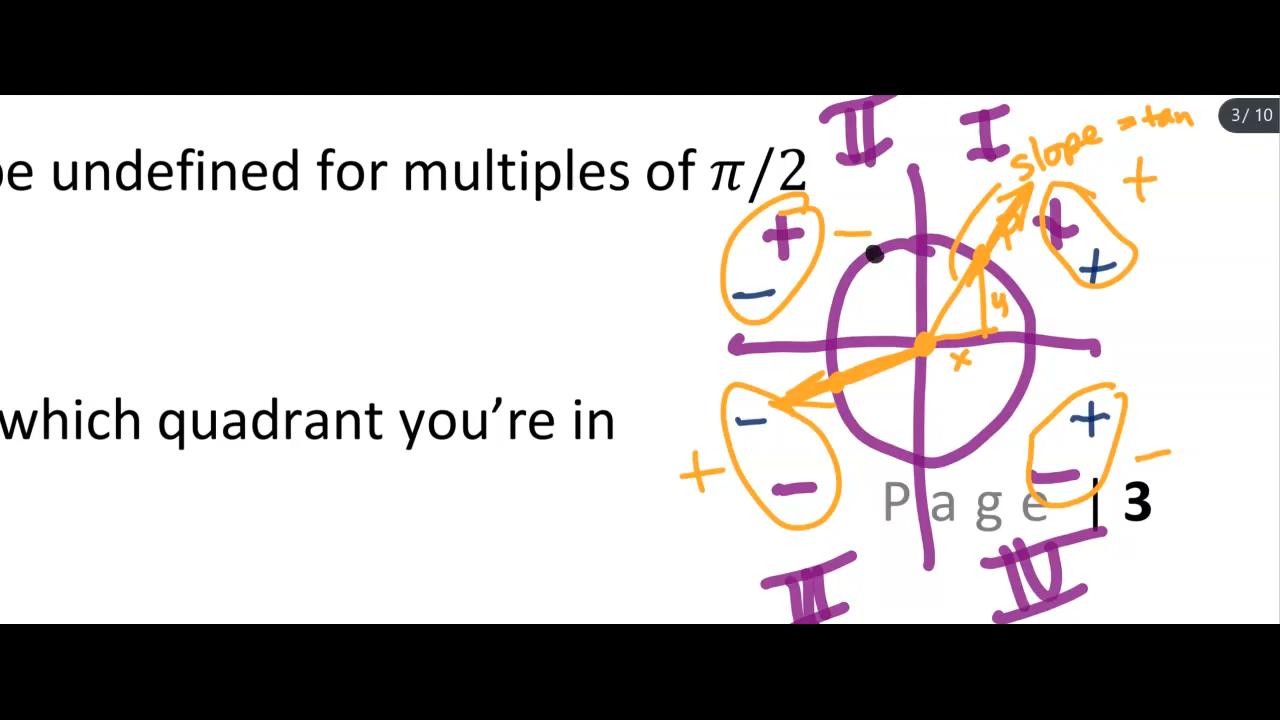 II I slope = tan 3/10
be undefined for multiples of π/2
+ − + +
− +
y
x
which quadrant you're in
− +
+ − − −
Page | 3
III IV